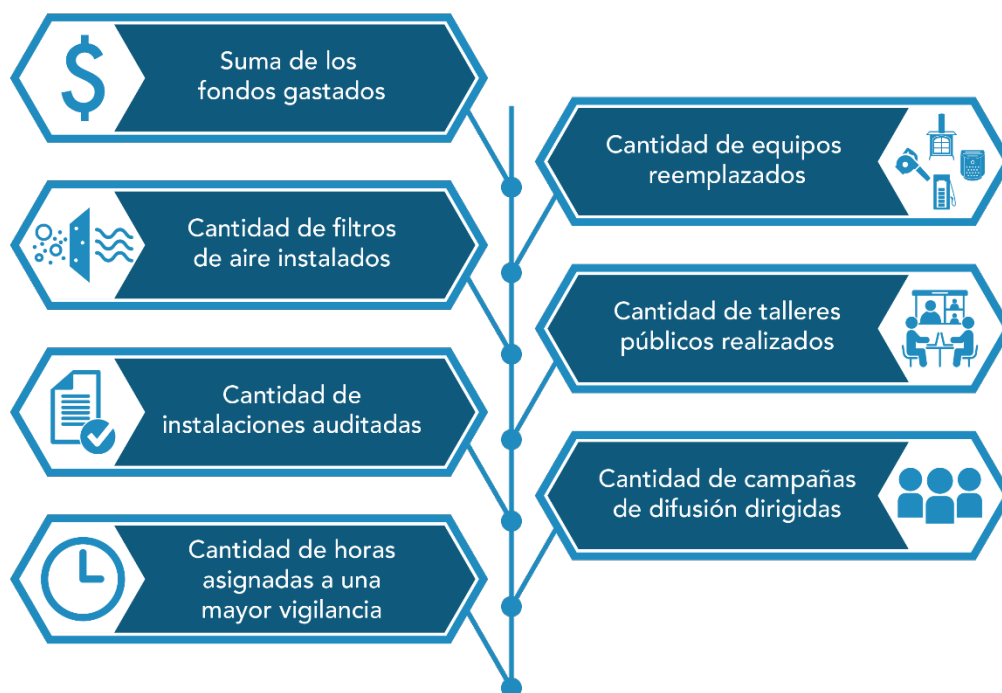 Suma de los
fondos gastados
Cantidad de equipos
reemplazados
Cantidad de filtros
de aire instalados
Cantidad de talleres
públicos realizados
Cantidad de
instalaciones auditadas
Cantidad de campañas
de difusión dirigidas
Cantidad de horas
asignadas a una
mayor vigilancia